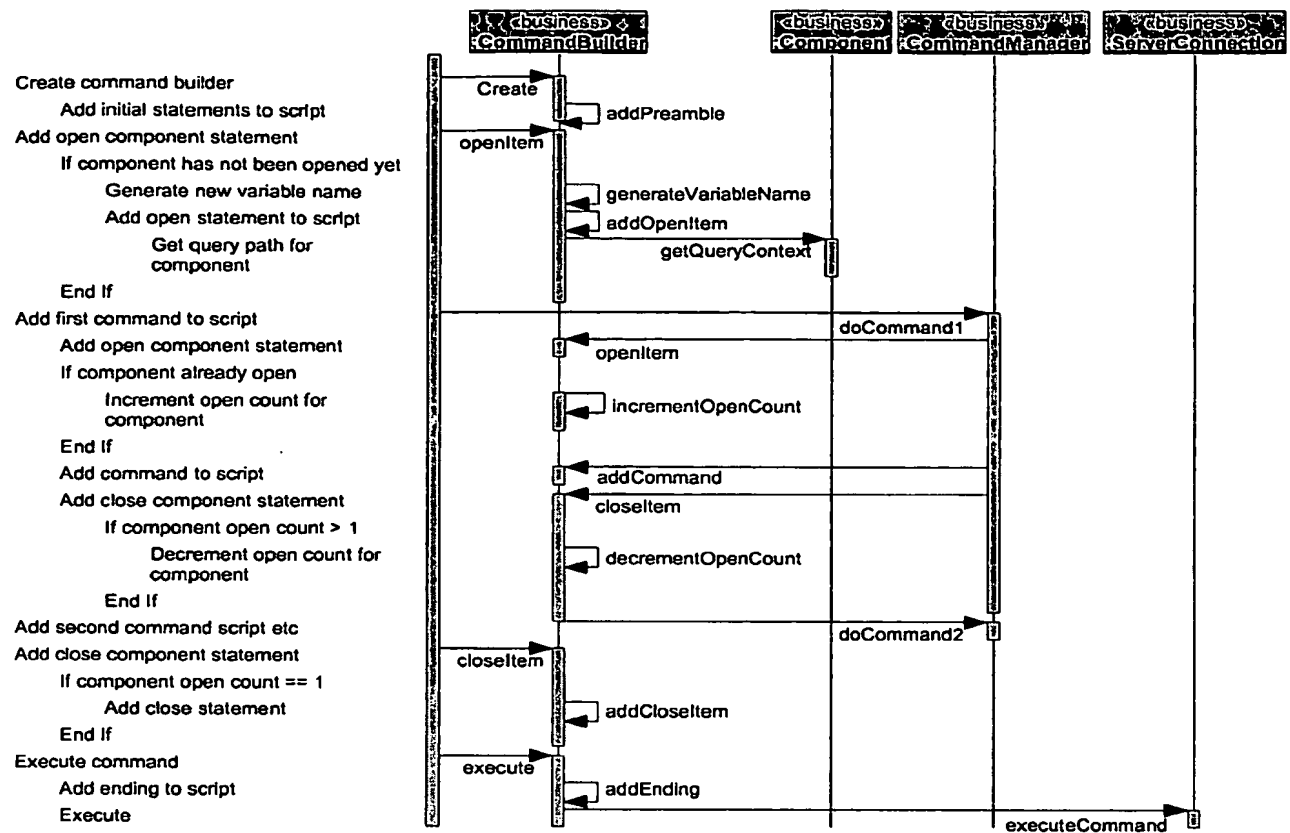 «business» «business» «business» «business»
CommandBuilder Component CommandManager ServerConnection
Create command builder
Create
Add initial statements to script
addPreamble
Add open component statement
openItem
If component has not been opened yet
Generate new variable name
generateVariableName
Add open statement to script
addOpenItem
Get query path for
component
getQueryContext
End If
Add first command to script
doCommand1
Add open component statement
openItem
If component already open
Increment open count for
component
incrementOpenCount
End If
Add command to script
addCommand
Add close component statement
closeItem
If component open count > 1
Decrement open count for
component
decrementOpenCount
End If
Add second command script etc
doCommand2
Add close component statement
closeItem
If component open count == 1
Add close statement
addCloseItem
End If
Execute command
execute
Add ending to script
addEnding
Execute
executeCommand